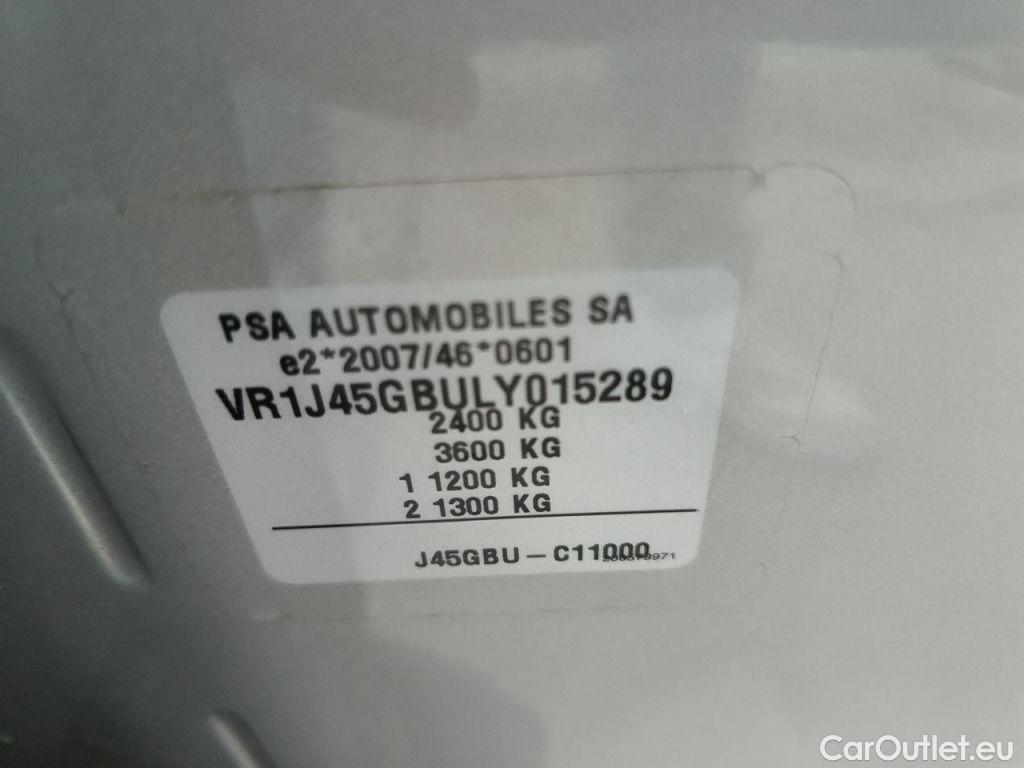 PSA AUTOMOBILES SA
e2*2007/46*0601
VR1J45GBULY015289
2400 KG
3600 KG
1 1200 KG
2 1300 KG
J45GBU – C11000
CarOutlet.eu